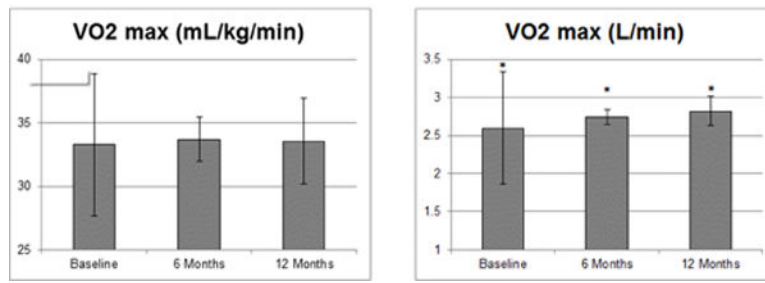 VO2 max (mL/kg/min)
40
35
30
25
Baseline
6 Months
12 Months
VO2 max (L/min)
3.5
3
2.5
2
1.5
1
*
*
*
Baseline
6 Months
12 Months